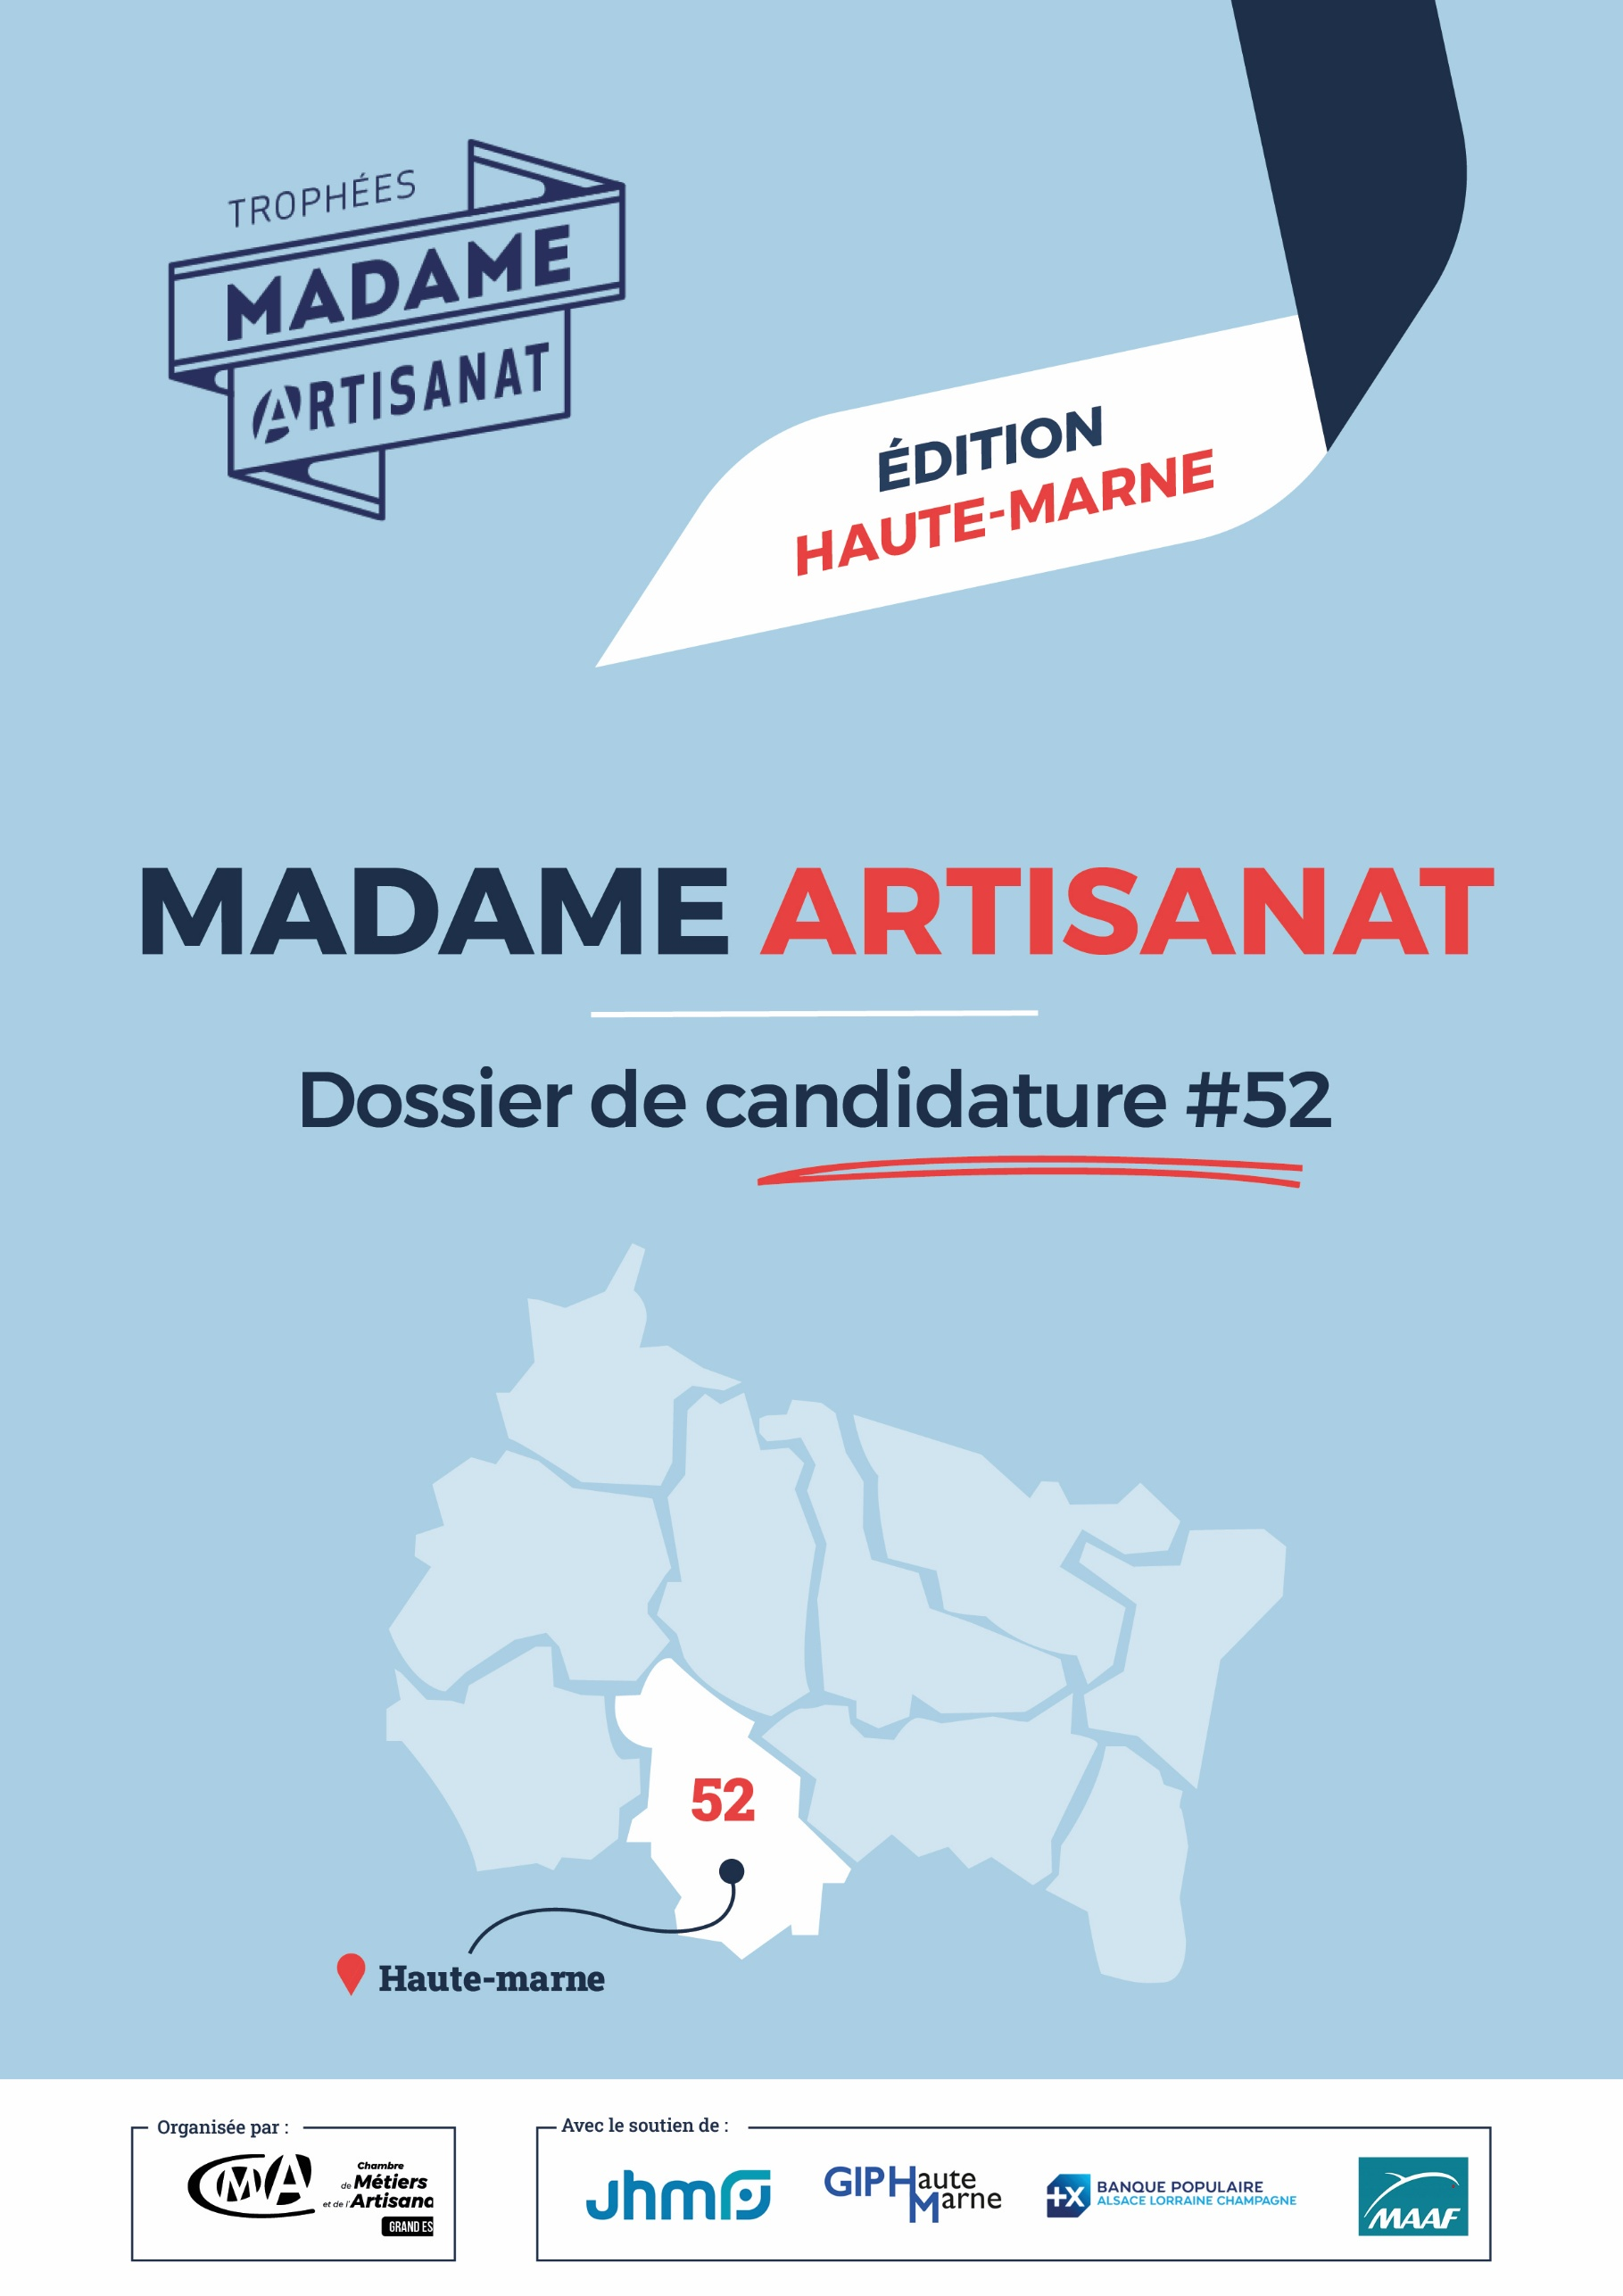 TROPHÉES
MADAME
ARTISANAT
ÉDITION
HAUTE-MARNE
MADAME ARTISANAT
Dossier de candidature #52
52
Haute-marne
Organisée par :
CMA
Chambre
de Métiers
et de l'Artisana
GRAND ES
Avec le soutien de :
jhm
GIP Haute
Marne
BANQUE POPULAIRE
ALSACE LORRAINE CHAMPAGNE
MAAF